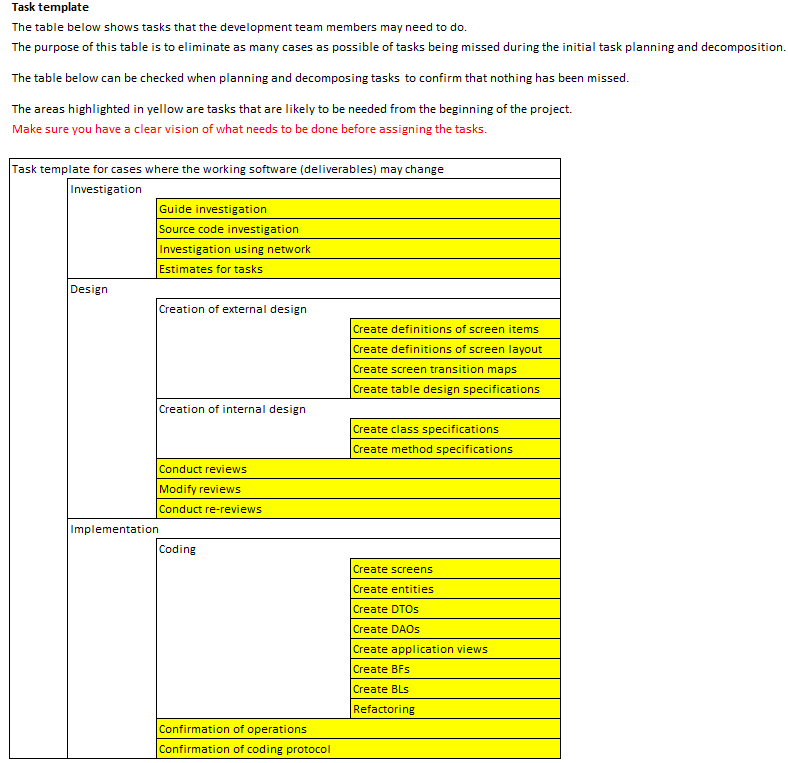 Task template
The table below shows tasks that the development team members may need to do.
The purpose of this table is to eliminate as many cases as possible of tasks being missed during the initial task planning and decomposition.
The table below can be checked when planning and decomposing tasks to confirm that nothing has been missed.
The areas highlighted in yellow are tasks that are likely to be needed from the beginning of the project.
Make sure you have a clear vision of what needs to be done before assigning the tasks.
Task template for cases where the working software (deliverables) may change
Investigation
Guide investigation
Source code investigation
Investigation using network
Estimates for tasks
Design
Creation of external design
Create definitions of screen items
Create definitions of screen layout
Create screen transition maps
Create table design specifications
Creation of internal design
Create class specifications
Create method specifications
Conduct reviews
Modify reviews
Conduct re-reviews
Implementation
Coding
Create screens
Create entities
Create DTOs
Create DAOs
Create application views
Create BFs
Create BLs
Refactoring
Confirmation of operations
Confirmation of coding protocol